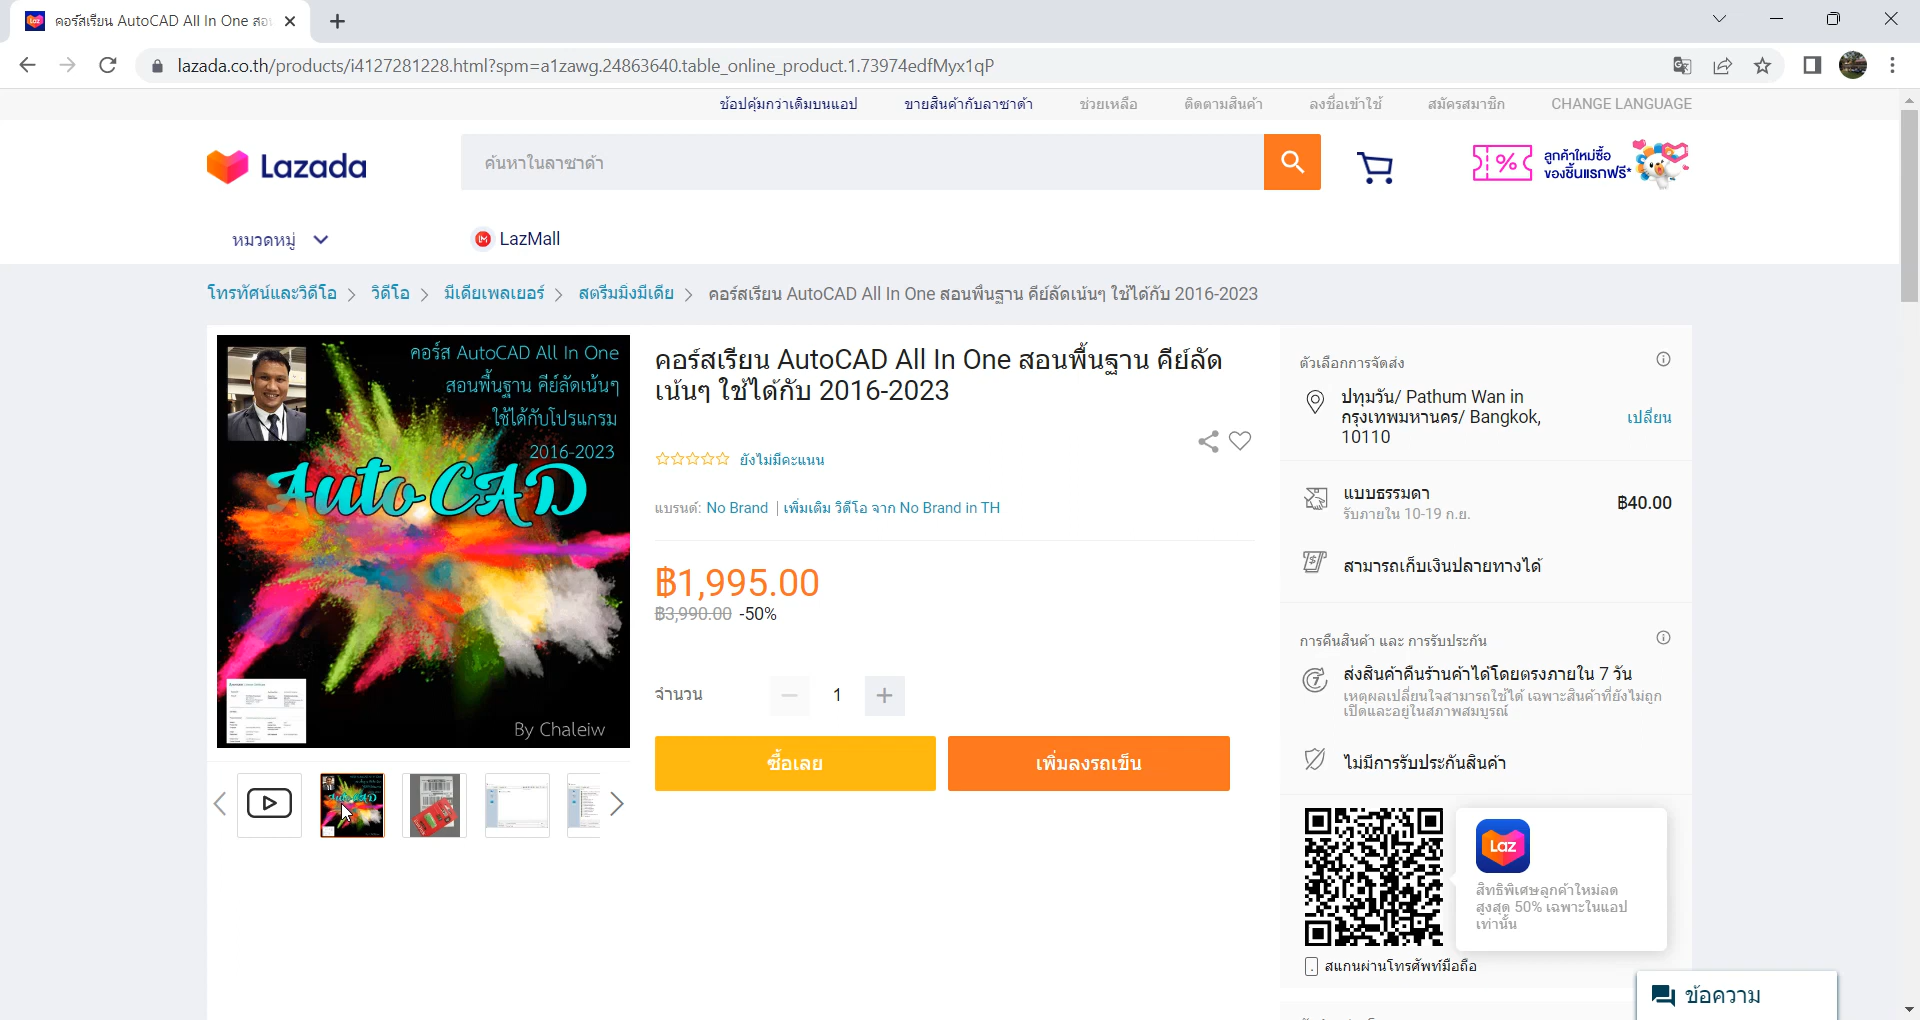 คอร์สเรียน AutoCAD All In One สอน
lazada.co.th/products/i4127281228.html?spm=a1zawg.24863640.table_online_product.1.73974edfMyx1qP
ช้อปคุ้มกว่าเดิมบนแอป ขายสินค้ากับลาซาด้า ช่วยเหลือ ติดตามสินค้า ลงชื่อเข้าใช้ สมัครสมาชิก CHANGE LANGUAGE
Lazada
ค้นหาในลาซาด้า
ลูกค้าใหม่ซื้อ
ของชิ้นแรกฟรี*
หมวดหมู่
LazMall
โทรทัศน์และวิดีโอ > วิดีโอ > มีเดียเพลเยอร์ > สตรีมมิ่งมีเดีย > คอร์สเรียน AutoCAD All In One สอนพื้นฐาน คีย์ลัดเน้นๆ ใช้ได้กับ 2016-2023
คอร์ส AutoCAD All In One
สอนพื้นฐาน คีย์ลัดเน้นๆ
ใช้ได้กับโปรแกรม
2016-2023
AutoCAD
By Chaleiw
คอร์สเรียน AutoCAD All In One สอนพื้นฐาน คีย์ลัด
เน้นๆ ใช้ได้กับ 2016-2023
ยังไม่มีคะแนน
แบรนด์: No Brand | เพิ่มเติม วิดีโอ จาก No Brand in TH
฿1,995.00
฿3,990.00 -50%
จำนวน
1
ซื้อเลย
เพิ่มลงรถเข็น
ตัวเลือกการจัดส่ง
ปทุมวัน/ Pathum Wan in
กรุงเทพมหานคร/ Bangkok,
10110
เปลี่ยน
แบบธรรมดา
฿40.00
รับภายใน 10-19 ก.ย.
สามารถเก็บเงินปลายทางได้
การคืนสินค้า และ การรับประกัน
ส่งสินค้าคืนร้านค้าได้โดยตรงภายใน 7 วัน
เหตุผลเปลี่ยนใจสามารถใช้ได้ เฉพาะสินค้าที่ยังไม่ถูก
เปิดและอยู่ในสภาพสมบูรณ์
ไม่มีการรับประกันสินค้า
Laz
สิทธิพิเศษลูกค้าใหม่ลด
สูงสุด 50% เฉพาะในแอป
เท่านั้น
สแกนผ่านโทรศัพท์มือถือ
ข้อความ